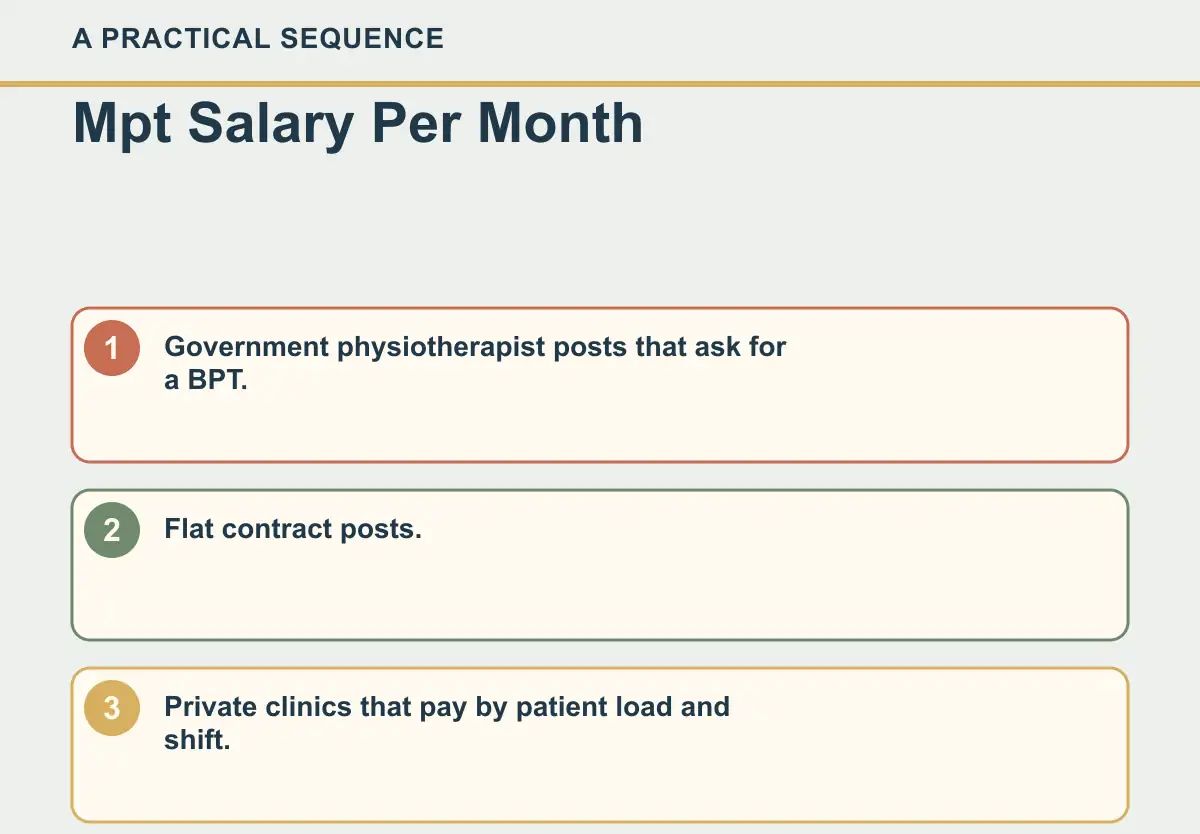 A PRACTICAL SEQUENCE
Mpt Salary Per Month
1
Government physiotherapist posts that ask for
a BPT.
2
Flat contract posts.
3
Private clinics that pay by patient load and
shift.